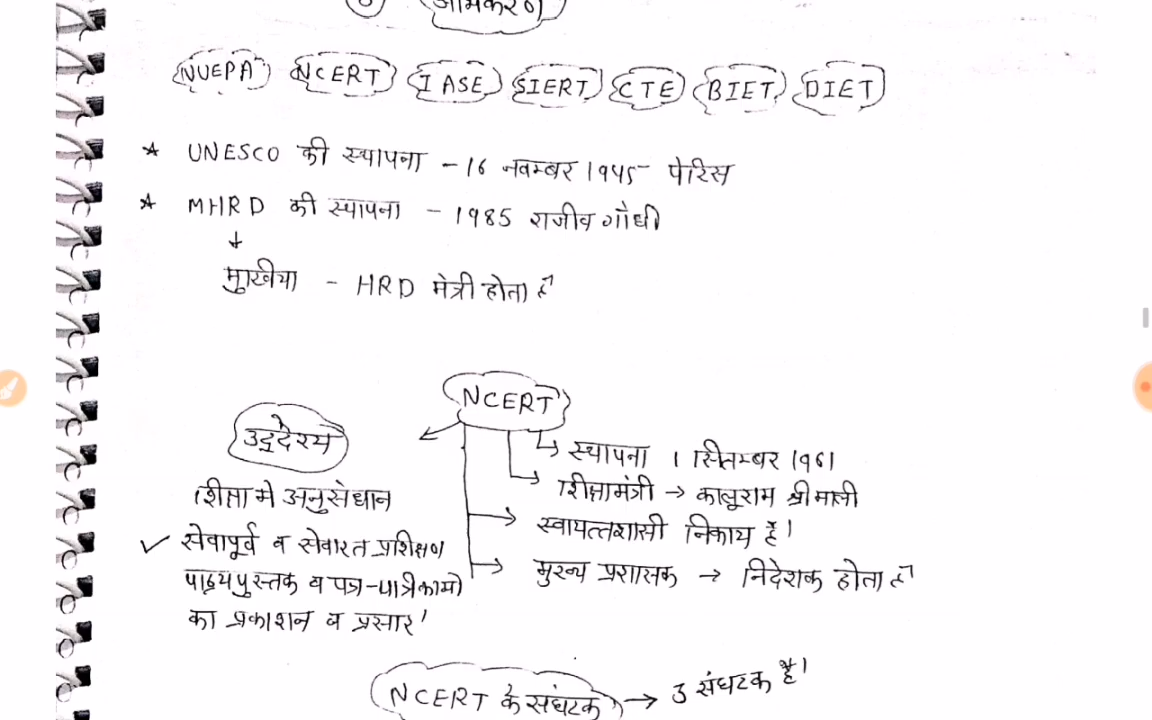 अभिकरण
NUEPA NCERT IASE SIERT CTE BIET DIET
★ UNESCO की स्थापना - 16 नवम्बर 1945 पेरिस
★ MHRD की स्थापना - 1985 राजीव गाँधी
मुखीया - HRD मंत्री होता है
NCERT
उद्देश्य
स्थापना 1 सितम्बर 1961
शिक्षामंत्री → कालूराम श्रीमाली
स्वायत्तशासी निकाय है।
मुख्य प्रशासक → निदेशक होता है
शिक्षा मे अनुसंधान
✓ सेवापूर्व व सेवारत प्रशिक्षण
पाठ्यपुस्तक व पत्र-पत्रिकाओ
का प्रकाशन व प्रसार।
NCERT के संघटक → 3 संघटक है।